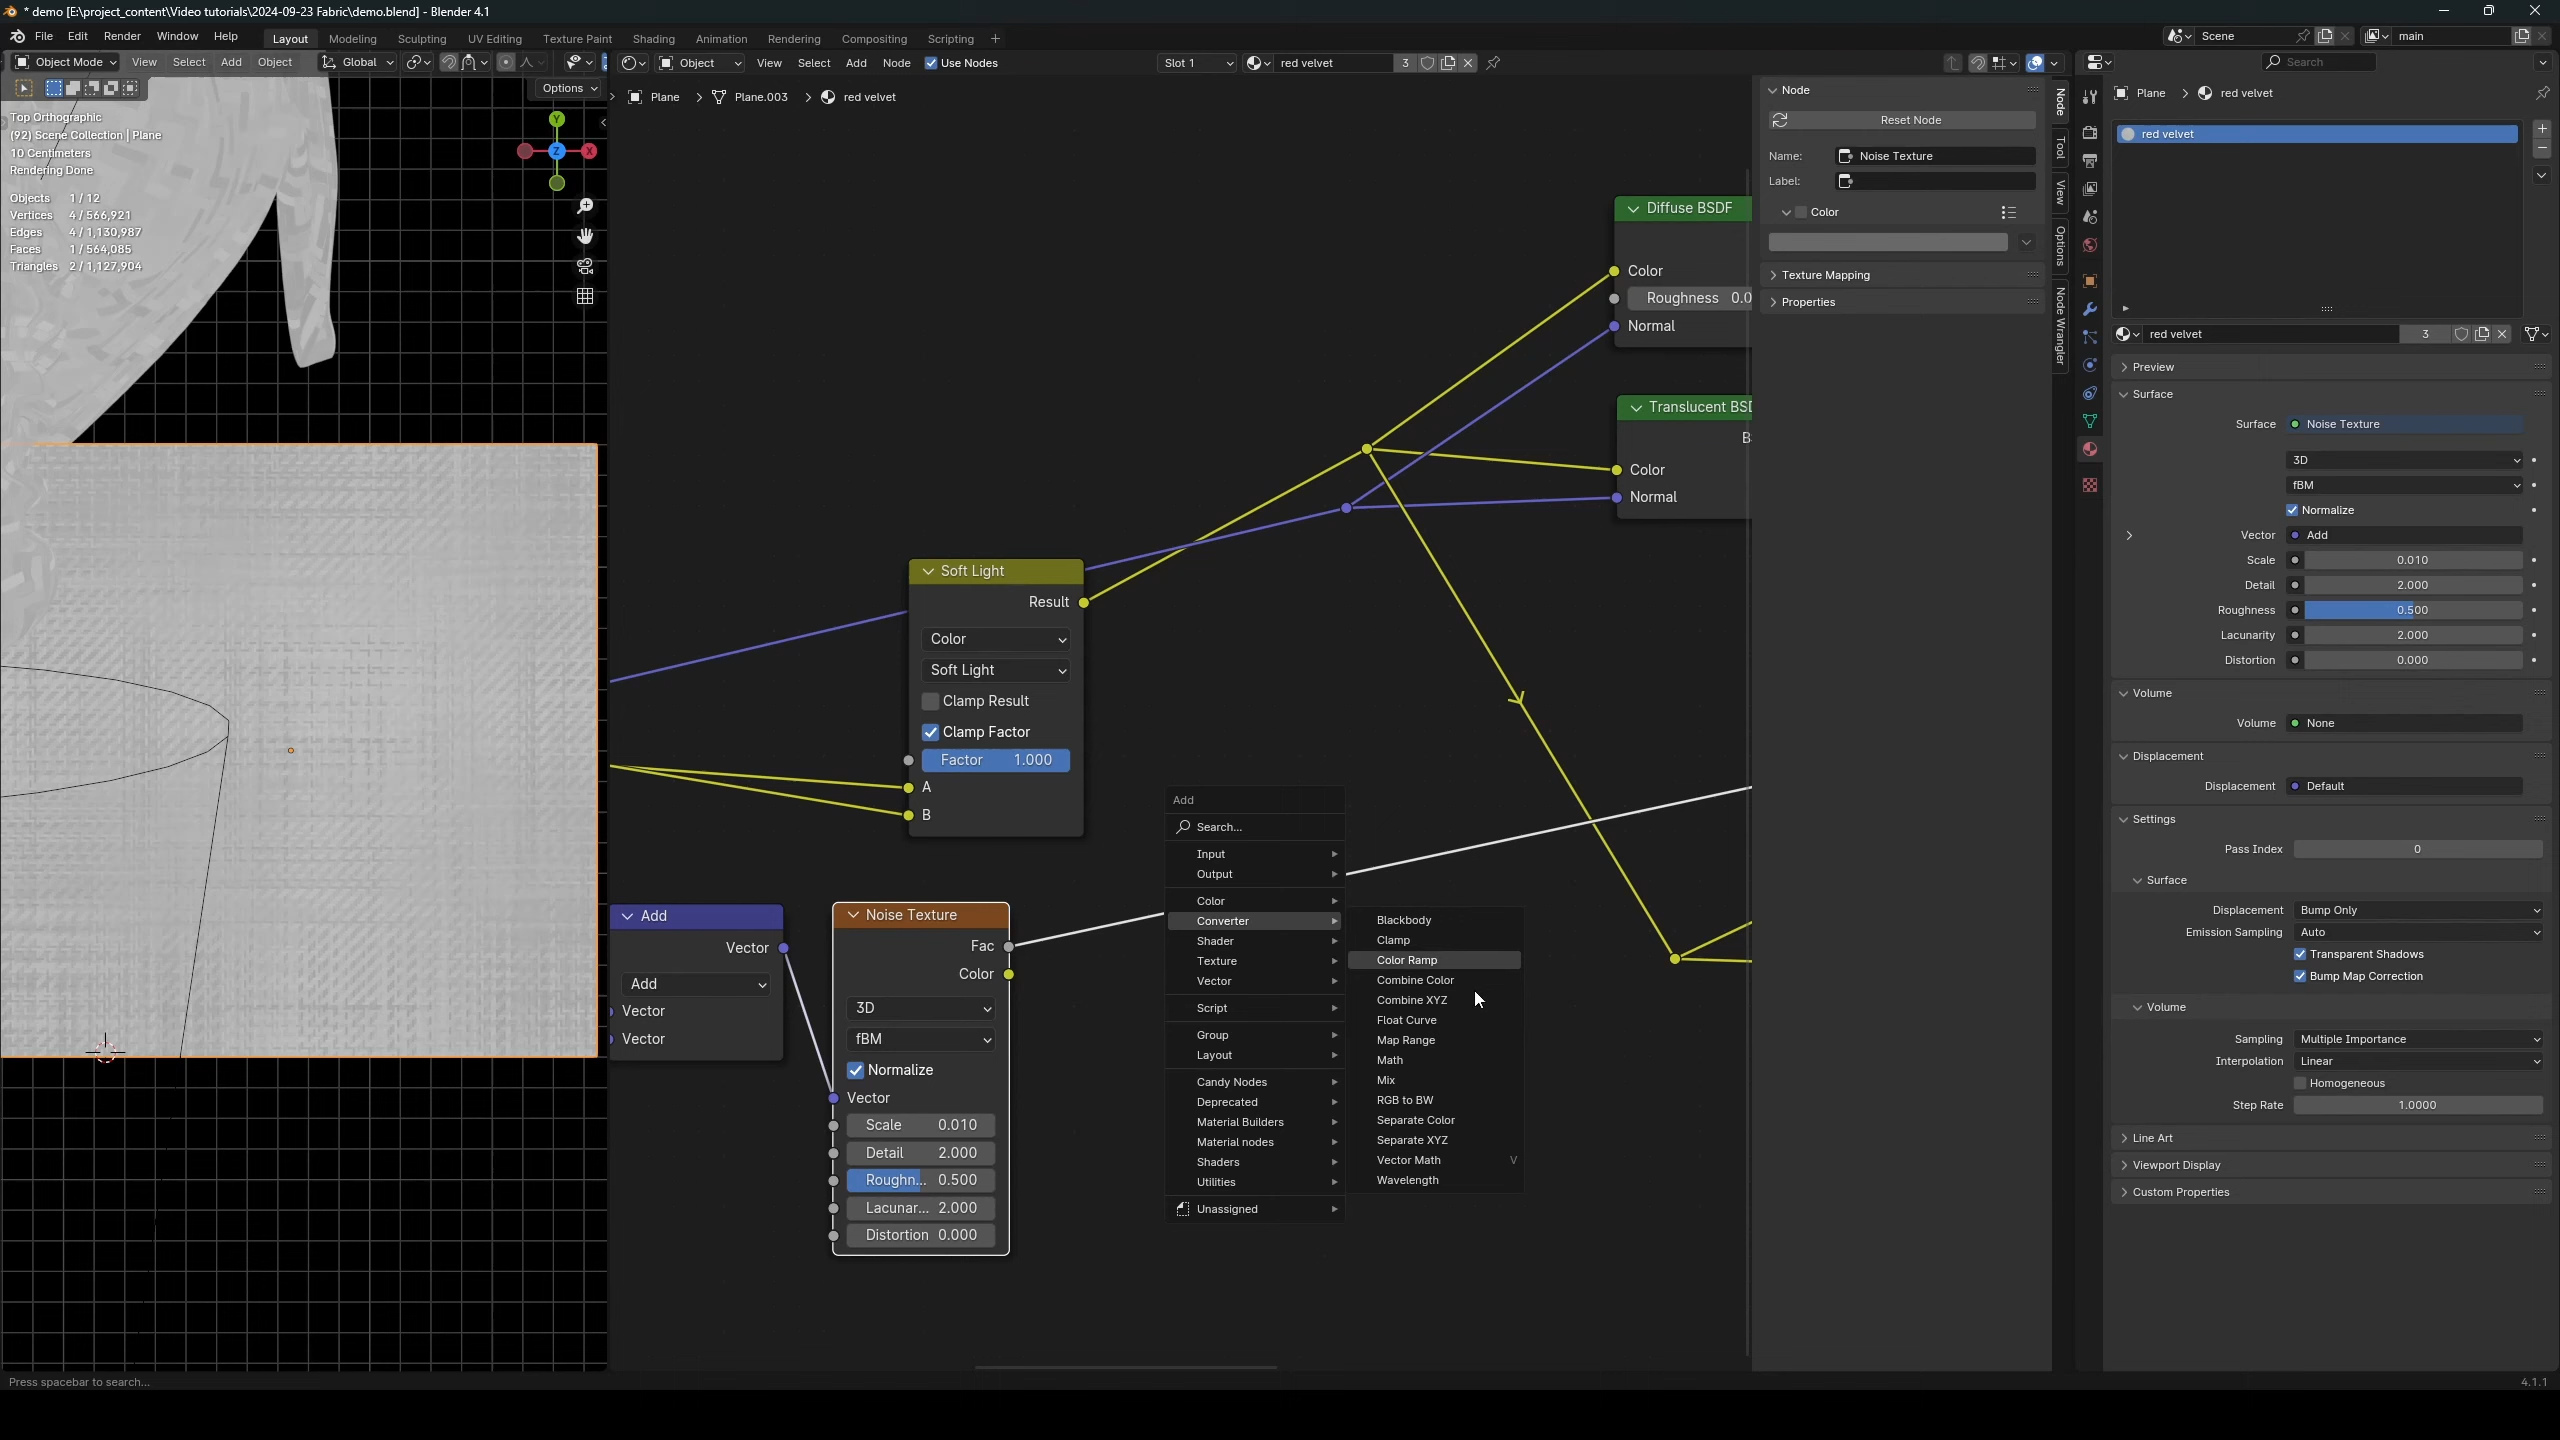 * demo [E:\project_content\Video tutorials\2024-09-23 Fabric\demo.blend] - Blender 4.1
File Edit Render Window Help
Layout Modeling Sculpting UV Editing Texture Paint Shading Animation Rendering Compositing Scripting +
Scene
main
Object Mode View Select Add Object Global
Options
Object View Select Add Node Use Nodes
Slot 1
red velvet 3
Plane > Plane.003 > red velvet
Top Orthographic
(92) Scene Collection | Plane
10 Centimeters
Rendering Done
Objects 1 / 12
Vertices 4 / 566,921
Edges 4 / 1,130,987
Faces 1 / 564,085
Triangles 2 / 1,127,904
Y
Z
X
Diffuse BSDF
Color
Roughness 0.0
Normal
Translucent BSD
B
Color
Normal
Soft Light
Result
Color
Soft Light
Clamp Result
Clamp Factor
Factor 1.000
A
B
Add
Vector
Add
Vector
Vector
Noise Texture
Fac
Color
3D
fBM
Normalize
Vector
Scale 0.010
Detail 2.000
Roughn... 0.500
Lacunar... 2.000
Distortion 0.000
Add
Search...
Input
Output
Color
Converter
Shader
Texture
Vector
Script
Group
Layout
Candy Nodes
Deprecated
Material Builders
Material nodes
Shaders
Utilities
Unassigned
Blackbody
Clamp
Color Ramp
Combine Color
Combine XYZ
Float Curve
Map Range
Math
Mix
RGB to BW
Separate Color
Separate XYZ
Vector Math V
Wavelength
Node
Reset Node
Name: Noise Texture
Label:
Color
Texture Mapping
Properties
Node
Tool
View
Options
Node Wrangler
Search
Plane > red velvet
red velvet
red velvet 3
Preview
Surface
Surface Noise Texture
3D
fBM
Normalize
Vector Add
Scale 0.010
Detail 2.000
Roughness 0.500
Lacunarity 2.000
Distortion 0.000
Volume
Volume None
Displacement
Displacement Default
Settings
Pass Index 0
Surface
Displacement Bump Only
Emission Sampling Auto
Transparent Shadows
Bump Map Correction
Volume
Sampling Multiple Importance
Interpolation Linear
Homogeneous
Step Rate 1.0000
Line Art
Viewport Display
Custom Properties
Press spacebar to search...
4.1.1